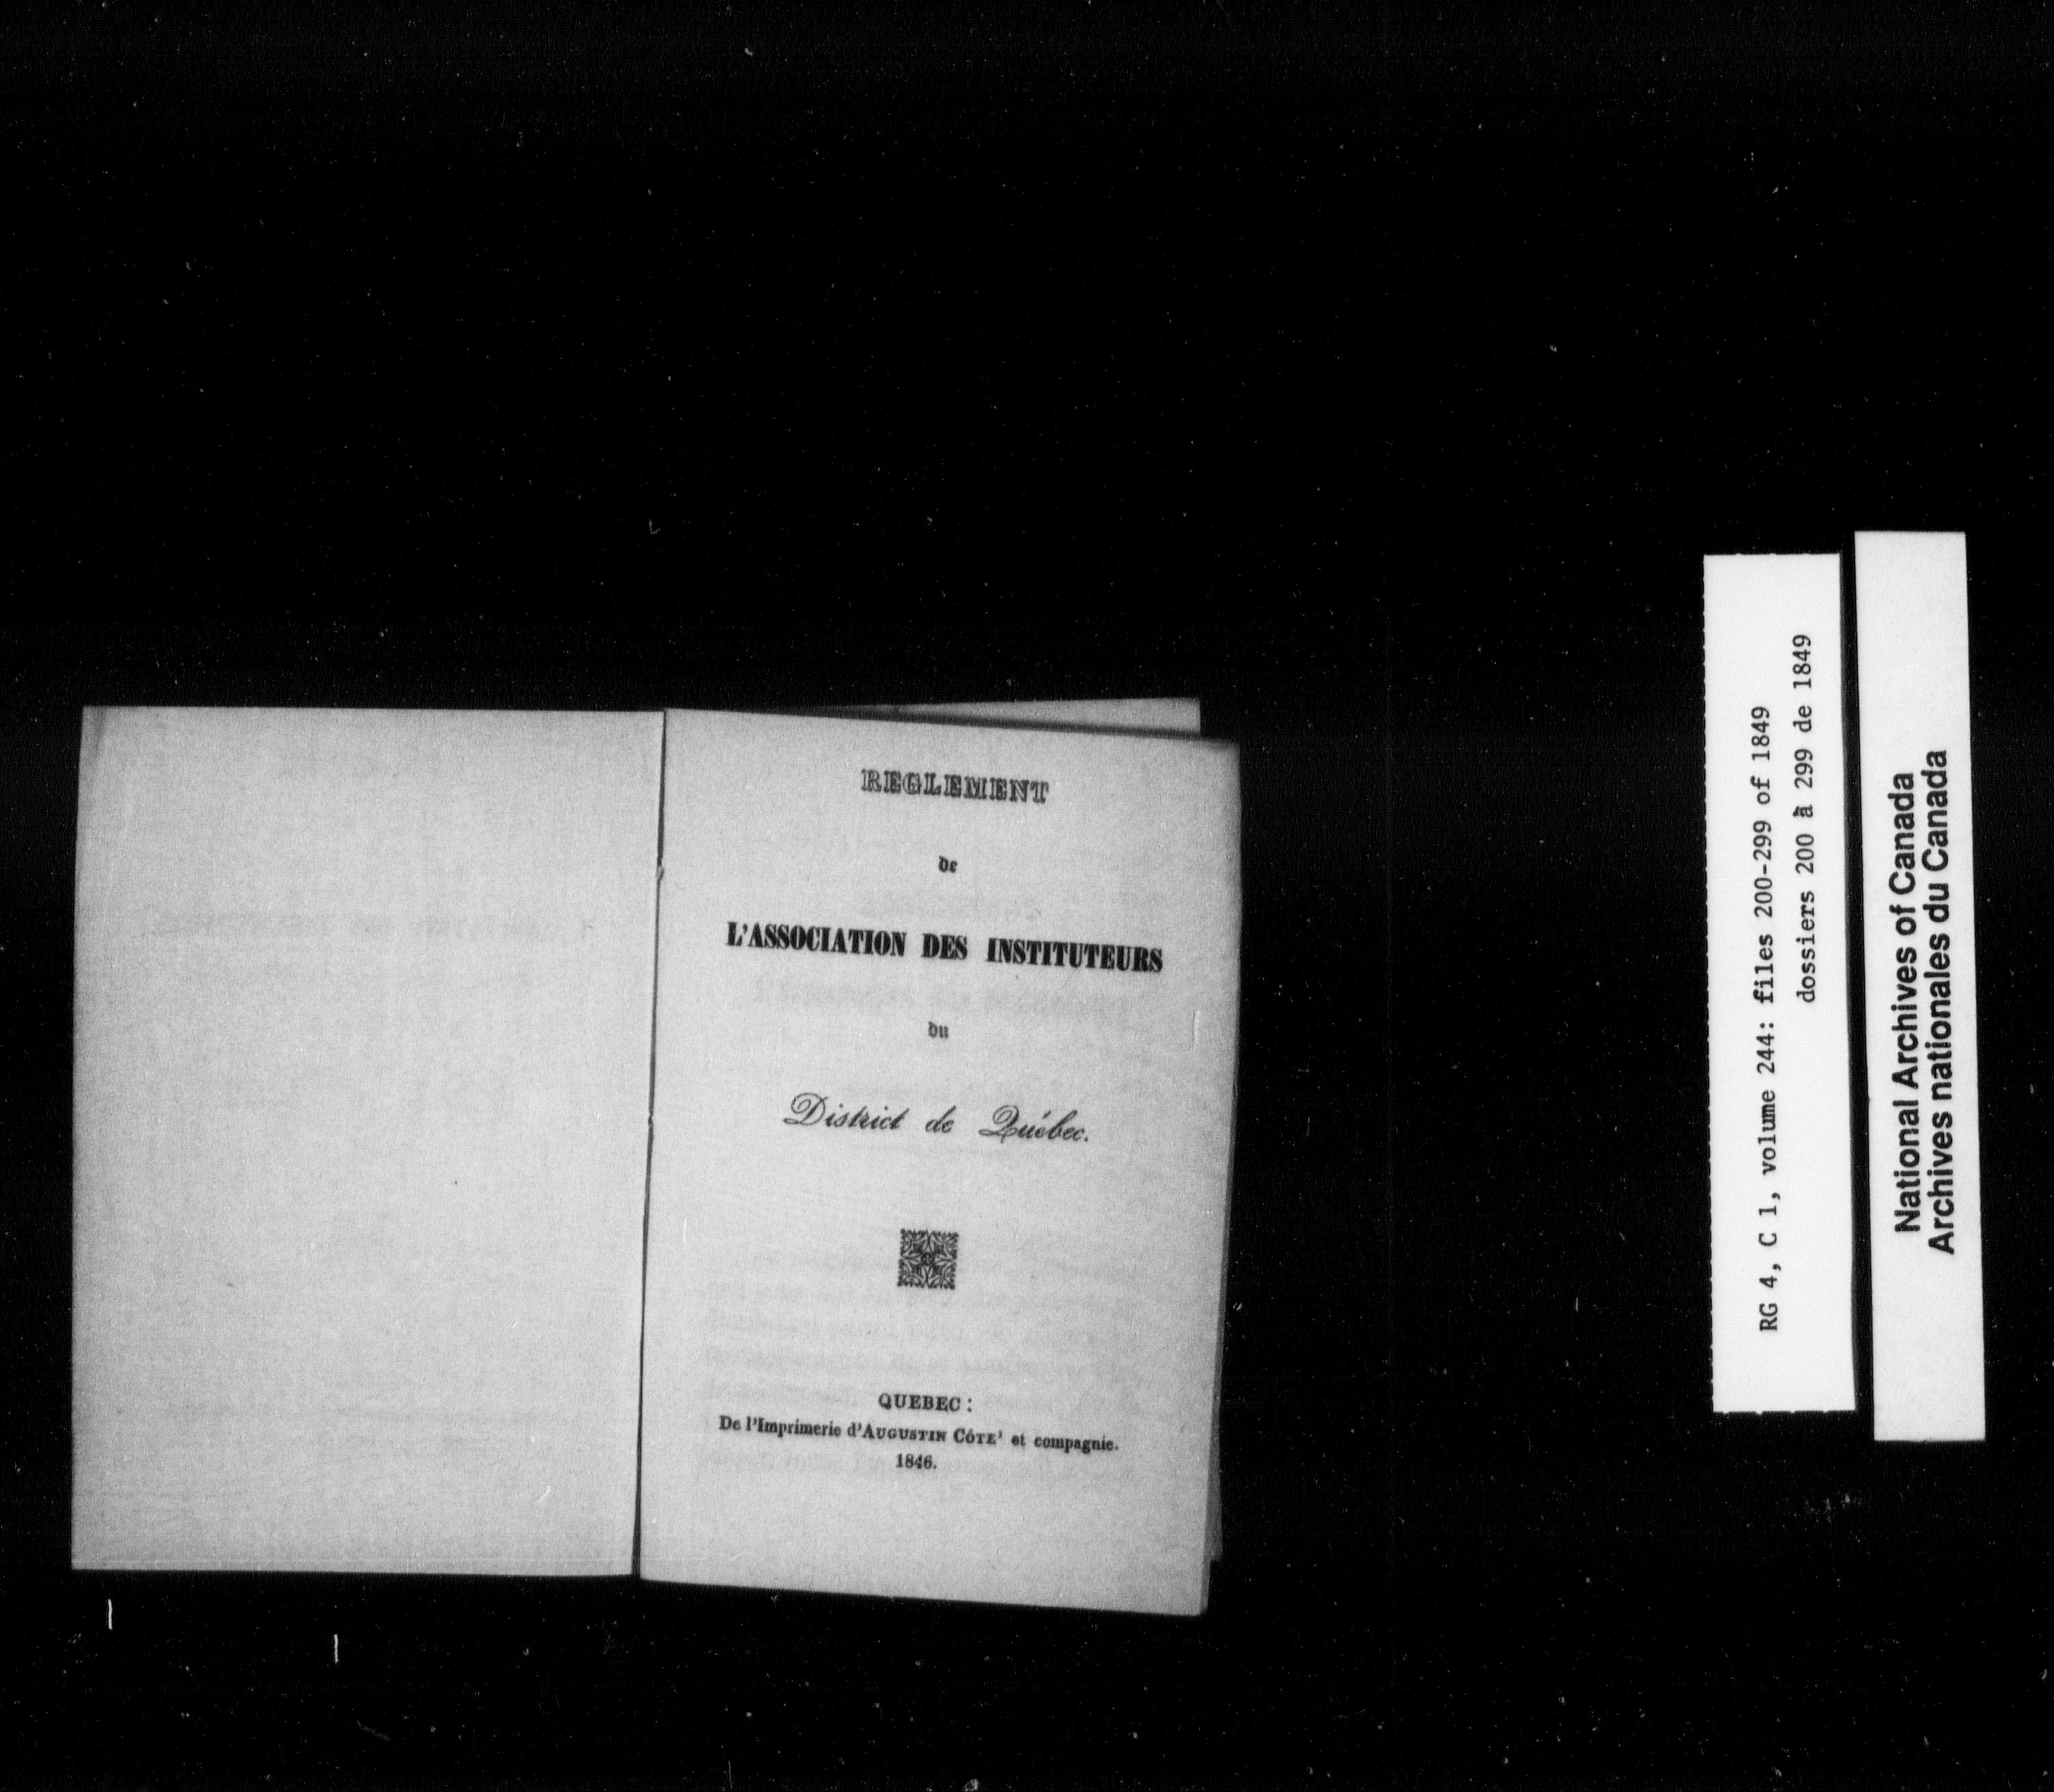 REGLEMENT
de
L'ASSOCIATION DES INSTITUTEURS
du
District de Québec.
QUEBEC:
De l'Imprimerie d'AUGUSTIN CÔTE' et compagnie.
1846.
RG 4, C 1, volume 244: files 200-299 of 1849
dossiers 200 à 299 de 1849
National Archives of Canada
Archives nationales du Canada